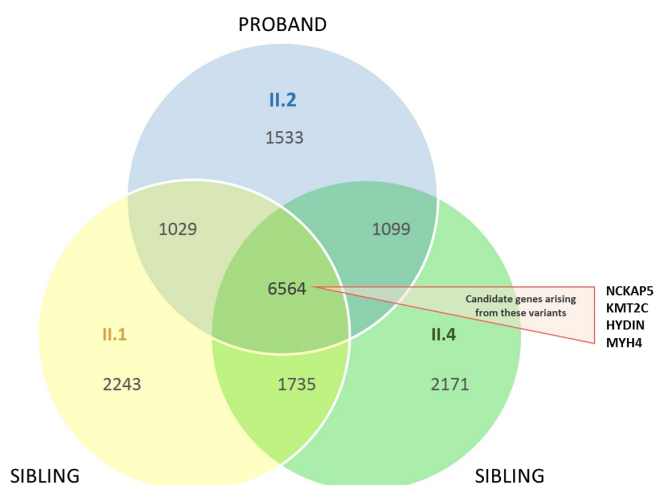 PROBAND
II.2
1533
1029
1099
6564
Candidate genes arising
from these variants
NCKAP5
KMT2C
HYDIN
MYH4
II.1
II.4
2243
1735
2171
SIBLING
SIBLING